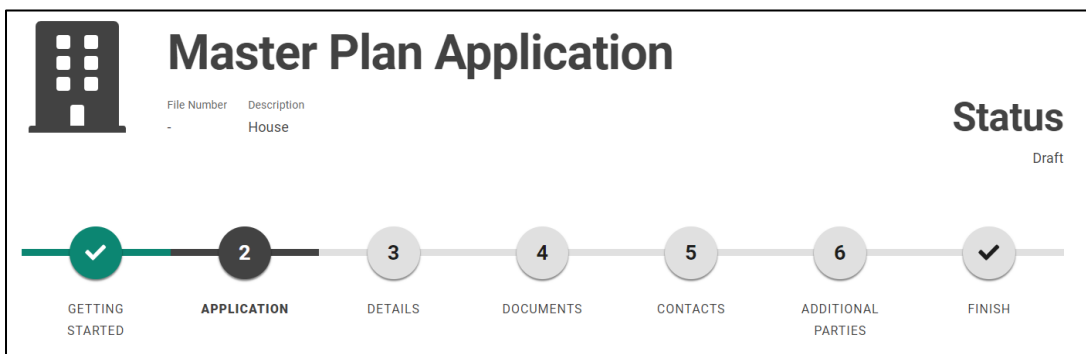 Master Plan Application
File Number Description
- House
Status
Draft
2 3 4 5 6
GETTING STARTED
APPLICATION
DETAILS
DOCUMENTS
CONTACTS
ADDITIONAL PARTIES
FINISH